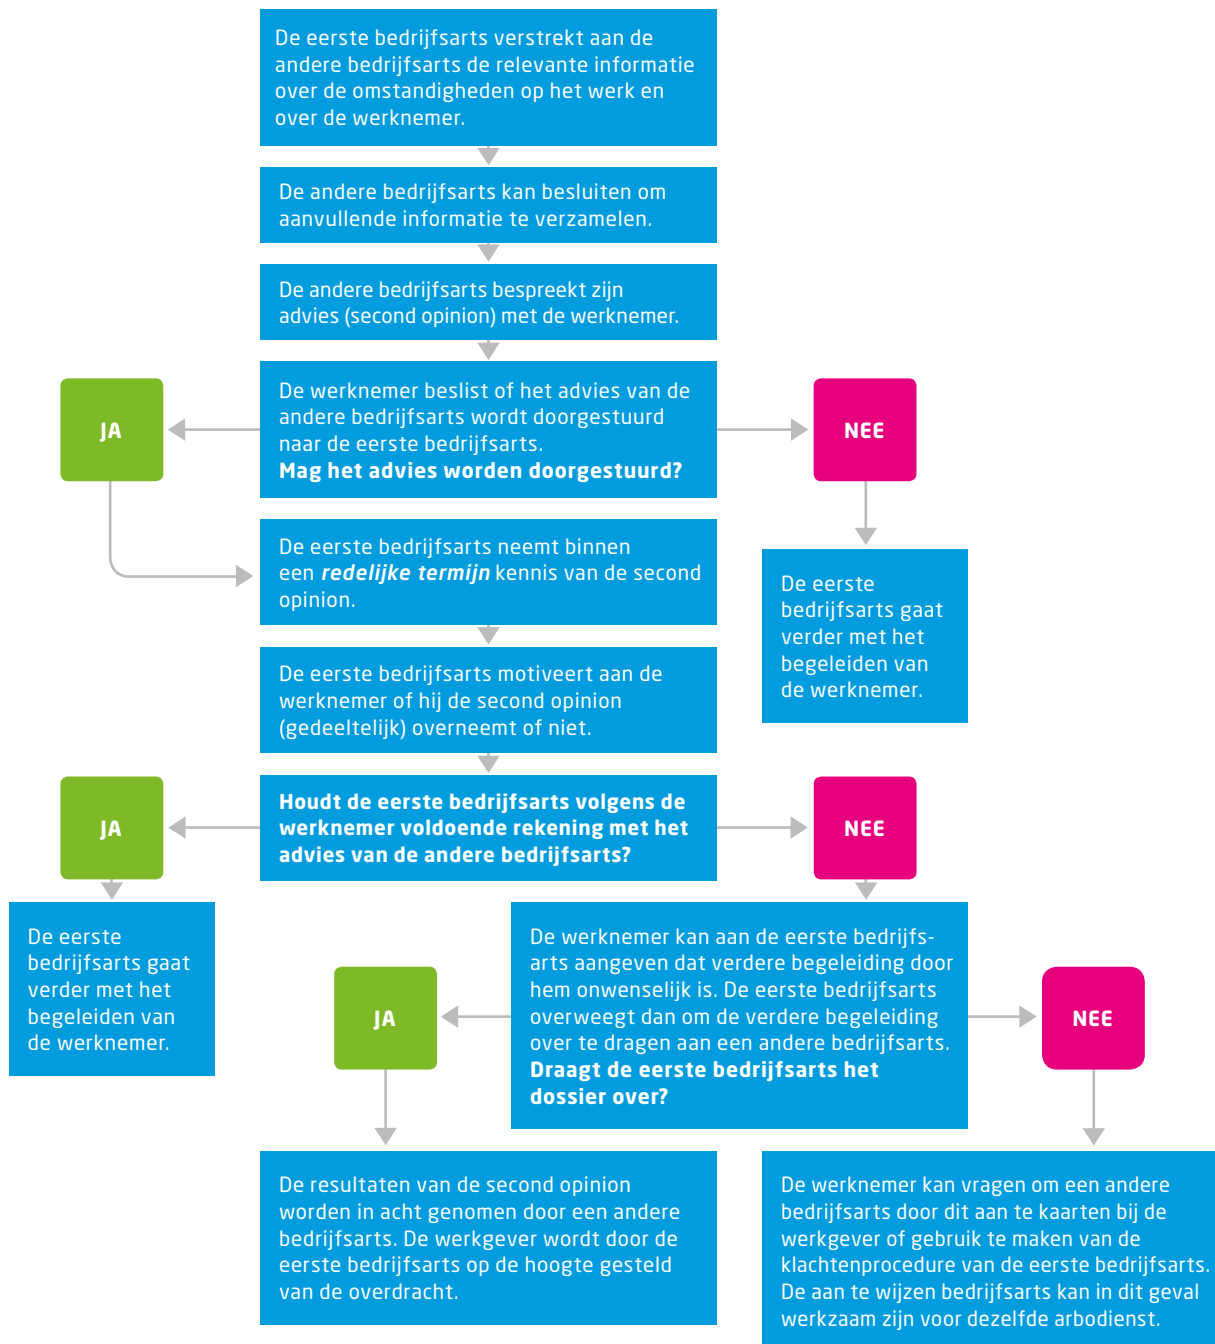 De eerste bedrijfsarts verstrekt aan de
andere bedrijfsarts de relevante informatie
over de omstandigheden op het werk en
over de werknemer.
De andere bedrijfsarts kan besluiten om
aanvullende informatie te verzamelen.
De andere bedrijfsarts bespreekt zijn
advies (second opinion) met de werknemer.
De werknemer beslist of het advies van de
andere bedrijfsarts wordt doorgestuurd
naar de eerste bedrijfsarts.
Mag het advies worden doorgestuurd?
JA
NEE
De eerste bedrijfsarts neemt binnen
een redelijke termijn kennis van de second
opinion.
De eerste
bedrijfsarts gaat
verder met het
begeleiden van
de werknemer.
De eerste bedrijfsarts motiveert aan de
werknemer of hij de second opinion
(gedeeltelijk) overneemt of niet.
Houdt de eerste bedrijfsarts volgens de
werknemer voldoende rekening met het
advies van de andere bedrijfsarts?
JA
NEE
De eerste
bedrijfsarts gaat
verder met het
begeleiden van
de werknemer.
De werknemer kan aan de eerste bedrijfs-
arts aangeven dat verdere begeleiding door
hem onwenselijk is. De eerste bedrijfsarts
overweegt dan om de verdere begeleiding
over te dragen aan een andere bedrijfsarts.
Draagt de eerste bedrijfsarts het
dossier over?
JA
NEE
De resultaten van de second opinion
worden in acht genomen door een andere
bedrijfsarts. De werkgever wordt door de
eerste bedrijfsarts op de hoogte gesteld
van de overdracht.
De werknemer kan vragen om een andere
bedrijfsarts door dit aan te kaarten bij de
werkgever of gebruik te maken van de
klachtenprocedure van de eerste bedrijfsarts.
De aan te wijzen bedrijfsarts kan in dit geval
werkzaam zijn voor dezelfde arbodienst.